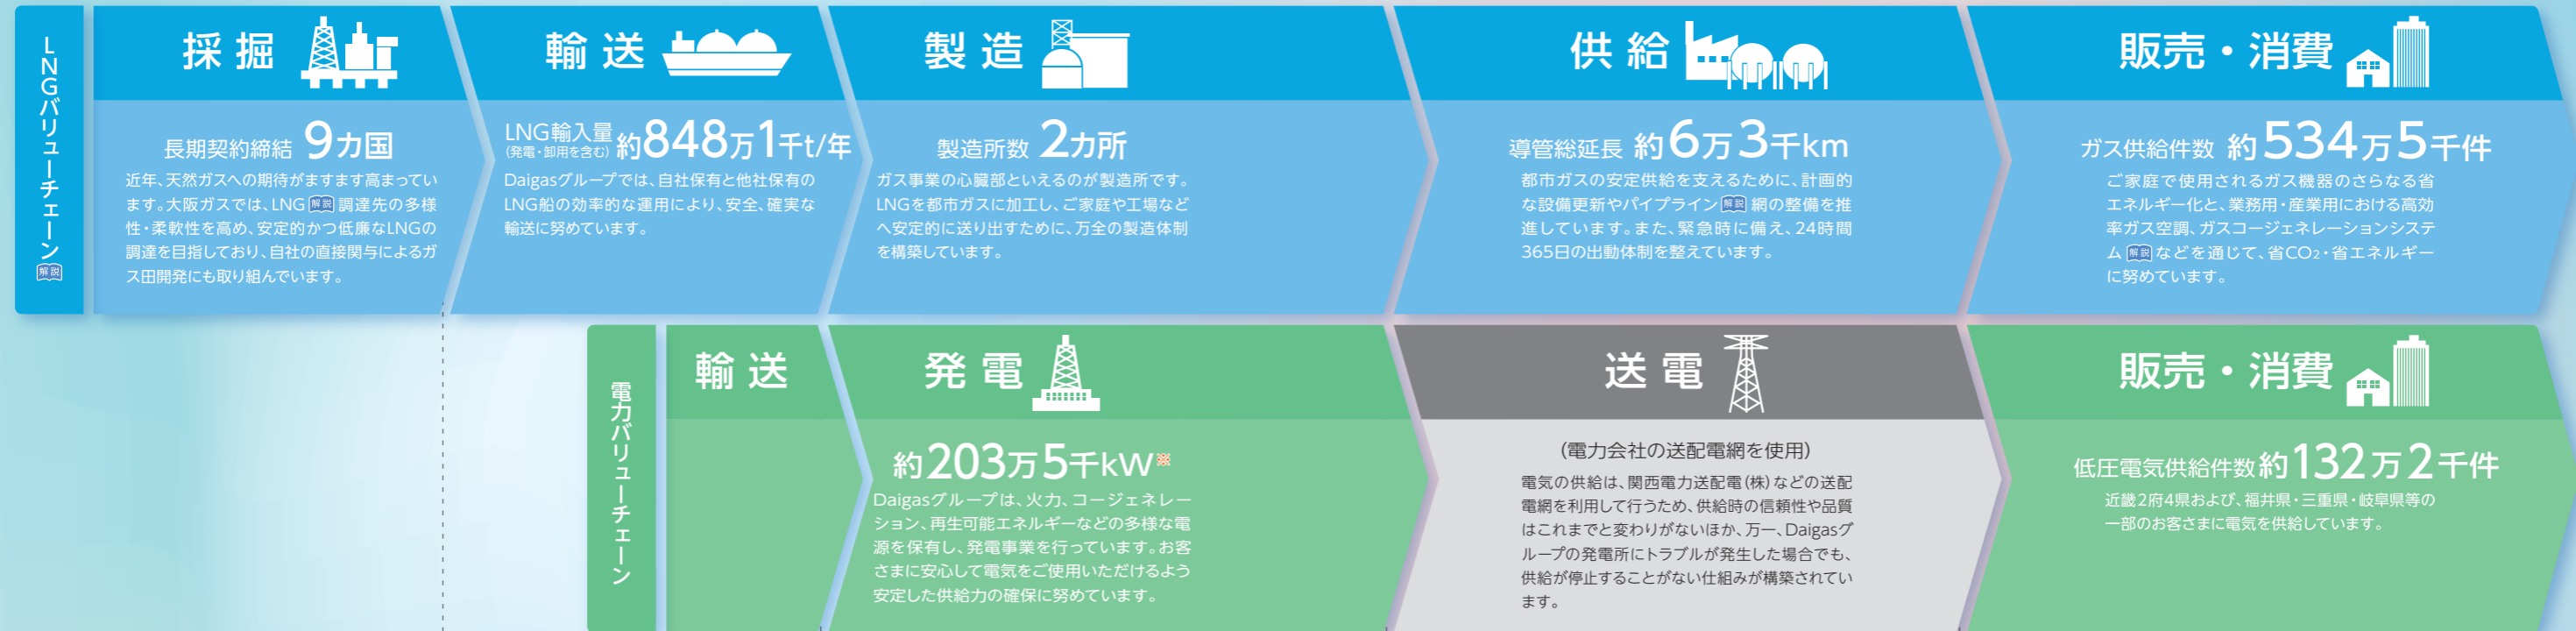 LNGバリューチェーン 解説
採掘
長期契約締結 9カ国
近年、天然ガスへの期待がますます高まってい
ます。大阪ガスでは、LNG 解説 調達先の多様
性・柔軟性を高め、安定的かつ低廉なLNGの
調達を目指しており、自社の直接関与によるガ
ス田開発にも取り組んでいます。
輸送
LNG輸入量
(発電・卸用を含む)
約848万1千t/年
Daigasグループでは、自社保有と他社保有の
LNG船の効率的な運用により、安全、確実な
輸送に努めています。
製造
製造所数 2カ所
ガス事業の心臓部といえるのが製造所です。
LNGを都市ガスに加工し、ご家庭や工場など
へ安定的に送り出すために、万全の製造体制
を構築しています。
供給
導管総延長 約6万3千km
都市ガスの安定供給を支えるために、計画的
な設備更新やパイプライン 解説 網の整備を推
進しています。また、緊急時に備え、24時間
365日の出動体制を整えています。
販売・消費
ガス供給件数 約534万5千件
ご家庭で使用されるガス機器のさらなる省
エネルギー化と、業務用・産業用における高効
率ガス空調、ガスコージェネレーションシステ
ム 解説 などを通じて、省CO2・省エネルギー
に努めています。
電力バリューチェーン
輸送
発電
約203万5千kW※
Daigasグループは、火力、コージェネレー
ション、再生可能エネルギーなどの多様な電
源を保有し、発電事業を行っています。お客
さまに安心して電気をご使用いただけるよう
安定した供給力の確保に努めています。
送電
(電力会社の送配電網を使用)
電気の供給は、関西電力送配電(株)などの送配
電網を利用して行うため、供給時の信頼性や品質
はこれまでと変わりがないほか、万一、Daigasグ
ループの発電所にトラブルが発生した場合でも、
供給が停止することがない仕組みが構築されてい
ます。
販売・消費
低圧電気供給件数約132万2千件
近畿2府4県および、福井県・三重県・岐阜県等の
一部のお客さまに電気を供給しています。